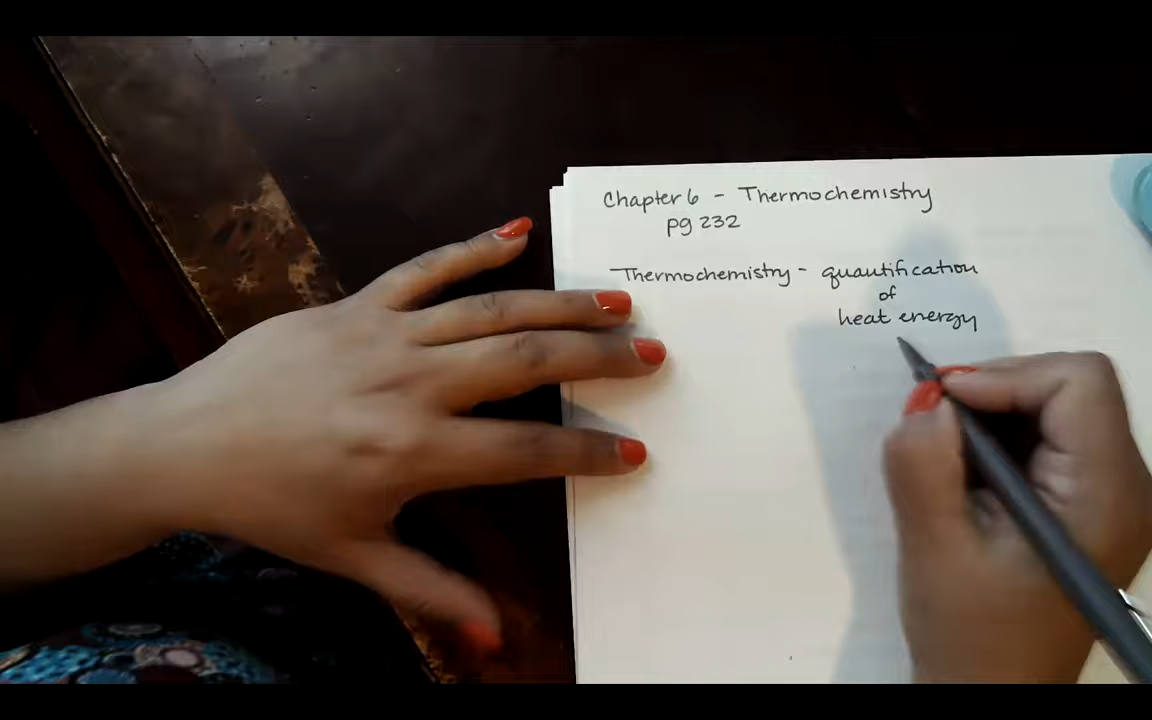 Chapter 6 - Thermochemistry
pg 232
Thermochemistry - quantification
of
heat energy